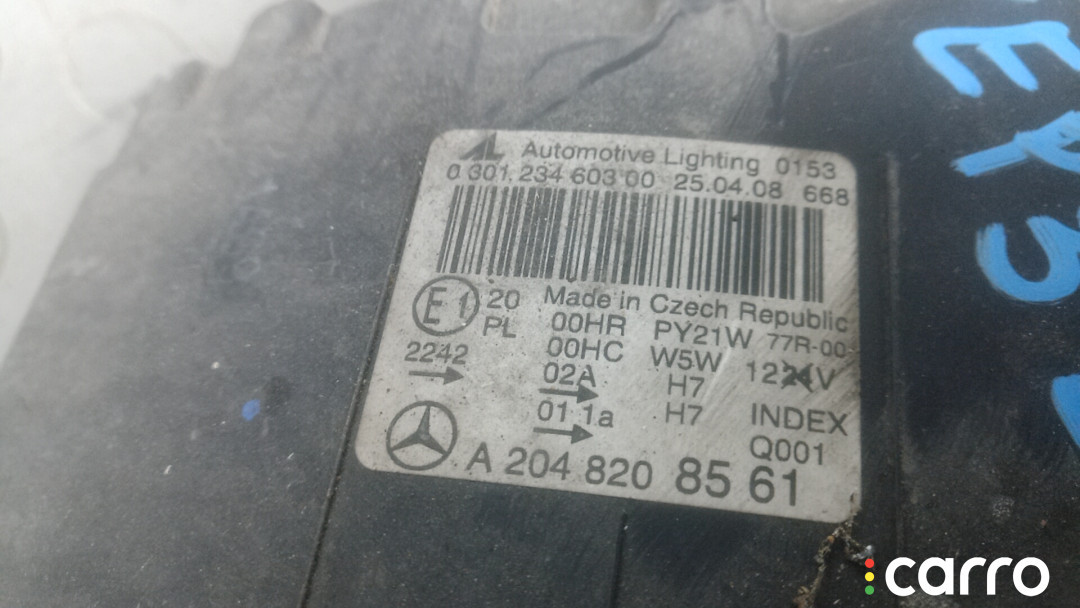 AL Automotive Lighting 0153
0 301 234 603 00 25.04.08 668
E1 20 Made in Czech Republic
PL 00HR PY21W 77R-00
2242 00HC W5W 1224V
02A H7
01 1a H7 INDEX
Q001
A 204 820 85 61
carro